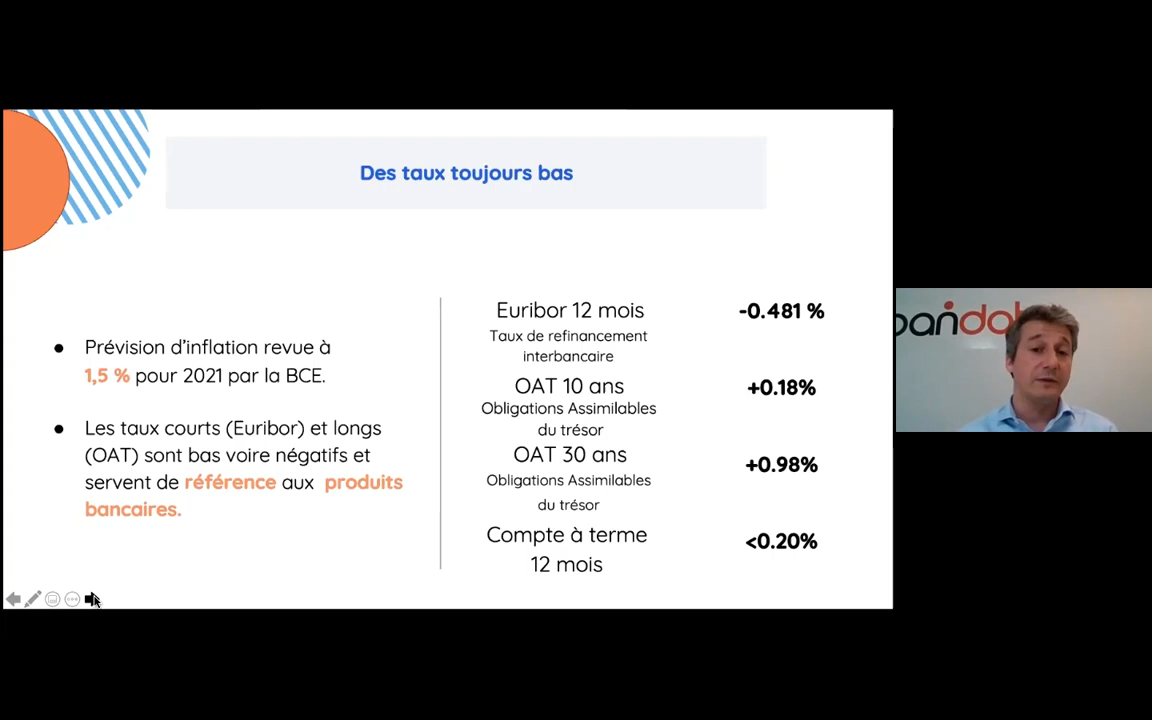 Des taux toujours bas
● Prévision d’inflation revue à
1,5 % pour 2021 par la BCE.
● Les taux courts (Euribor) et longs
(OAT) sont bas voire négatifs et
servent de référence aux produits
bancaires.
Euribor 12 mois -0.481 %
Taux de refinancement
interbancaire
OAT 10 ans +0.18%
Obligations Assimilables
du trésor
OAT 30 ans +0.98%
Obligations Assimilables
du trésor
Compte à terme <0.20%
12 mois